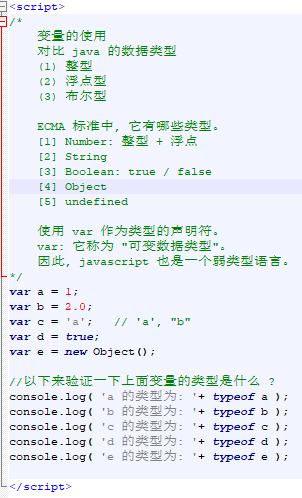 <script>
/*
变量的使用
对比 java 的数据类型
(1) 整型
(2) 浮点型
(3) 布尔型
ECMA 标准中, 它有哪些类型。
[1] Number: 整型 + 浮点
[2] String
[3] Boolean: true / false
[4] Object
[5] undefined
使用 var 作为类型的声明符。
var: 它称为 "可变数据类型"。
因此, javascript 也是一个弱类型语言。
*/
var a = 1;
var b = 2.0;
var c = 'a';   // 'a', "b"
var d = true;
var e = new Object();
//以下来验证一下上面变量的类型是什么 ?
console.log( 'a 的类型为: '+ typeof a );
console.log( 'b 的类型为: '+ typeof b );
console.log( 'c 的类型为: '+ typeof c );
console.log( 'd 的类型为: '+ typeof d );
console.log( 'e 的类型为: '+ typeof e );
</script>